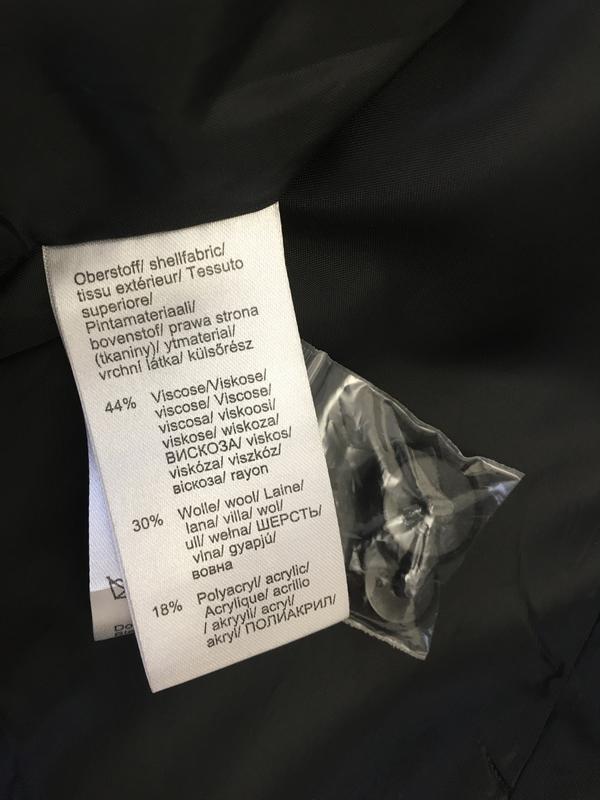 Oberstoff/ shellfabric/
tissu extérieur/ Tessuto
superiore/
Pintamateriaali/
bovenstof/ prawa strona
(tkaniny)/ ytmaterial/
vrchní látka/ külsőrész
44% Viscose/Viskose/
viscose/ Viscose/
viscosa/ viskoosi/
viskose/ wiskoza/
ВИСКОЗА/ viskos/
viskóza/ viszkóz/
віскоза/ rayon
30% Wolle/ wool/ Laine/
lana/ villa/ wol/
ull/ wełna/ ШЕРСТЬ/
vlna/ gyapjú/
вовна
18% Polyacryl/ acrylic/
Acrylique/ acrilio
/ akryyli/ acryl/
akryl/ ПОЛИАКРИЛ/